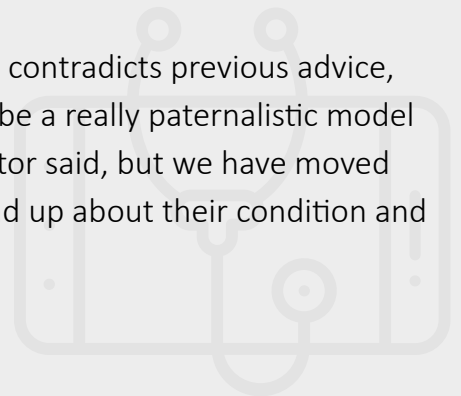 contradicts previous advice,
be a really paternalistic model
tor said, but we have moved
d up about their condition and